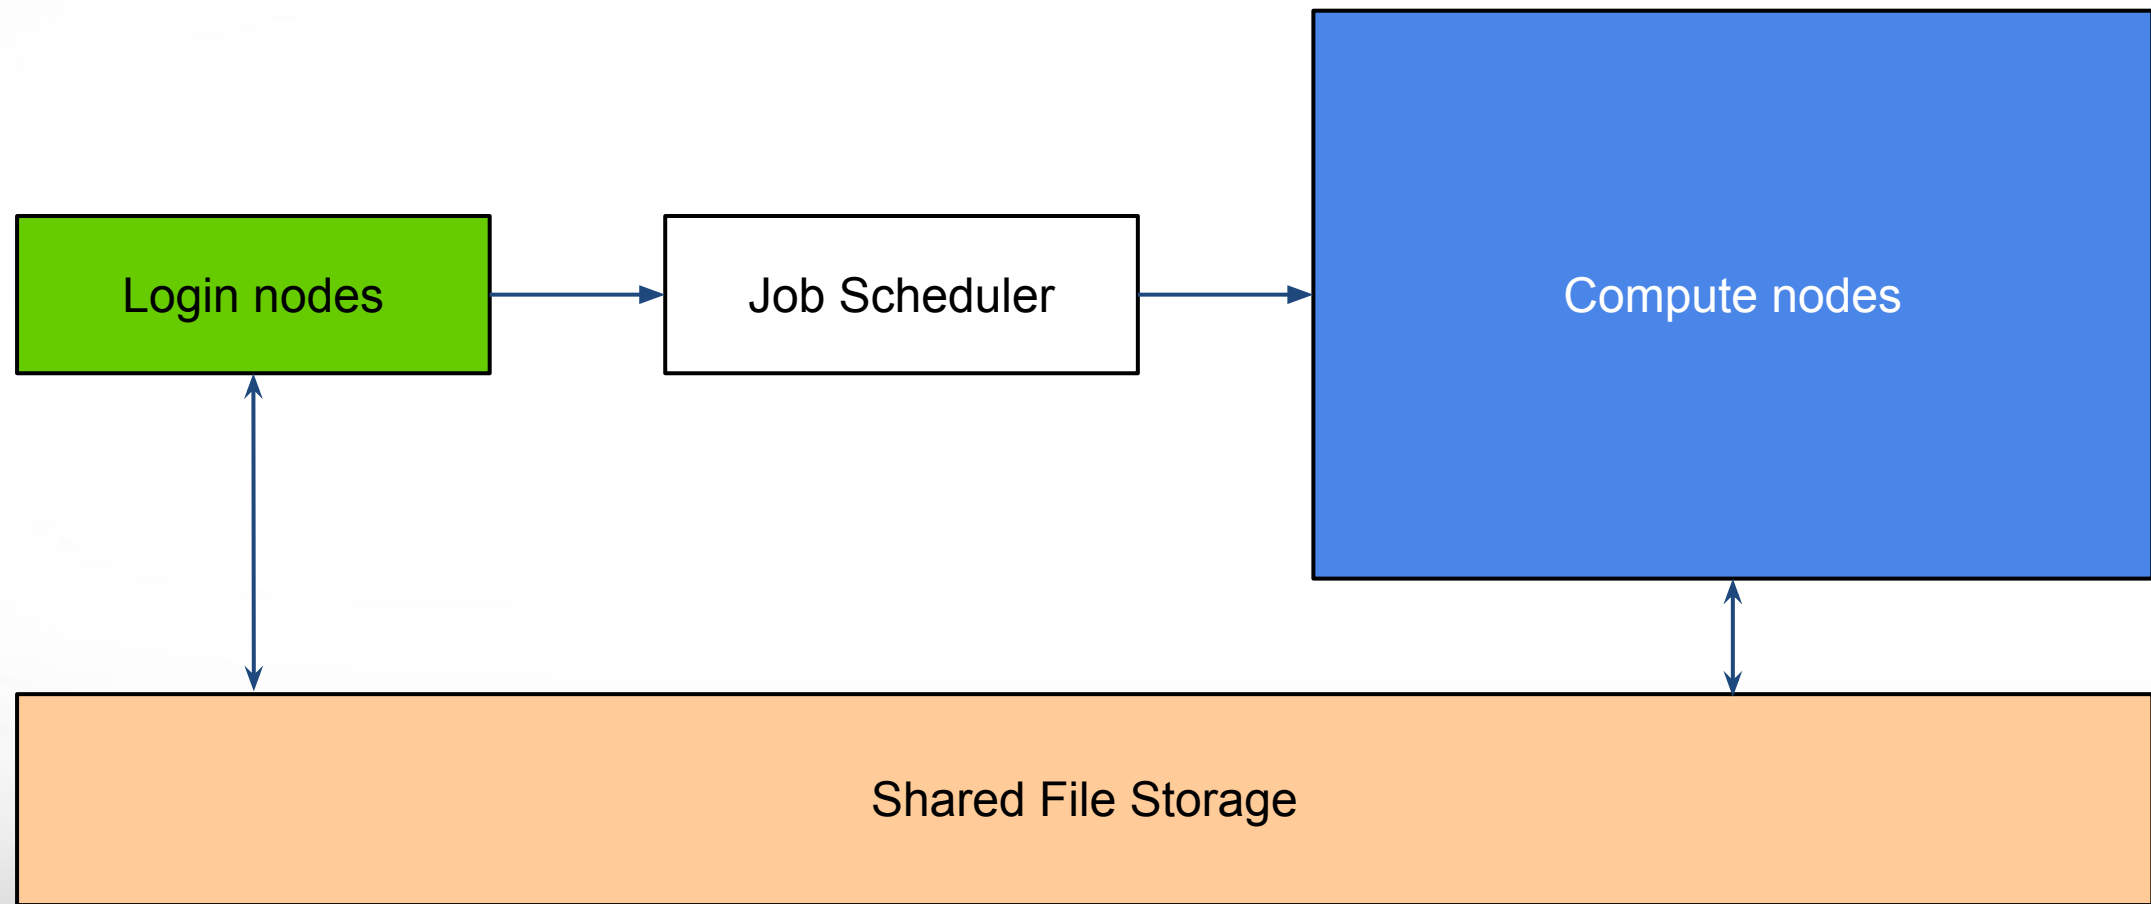 Login nodes
Job Scheduler
Compute nodes
Shared File Storage